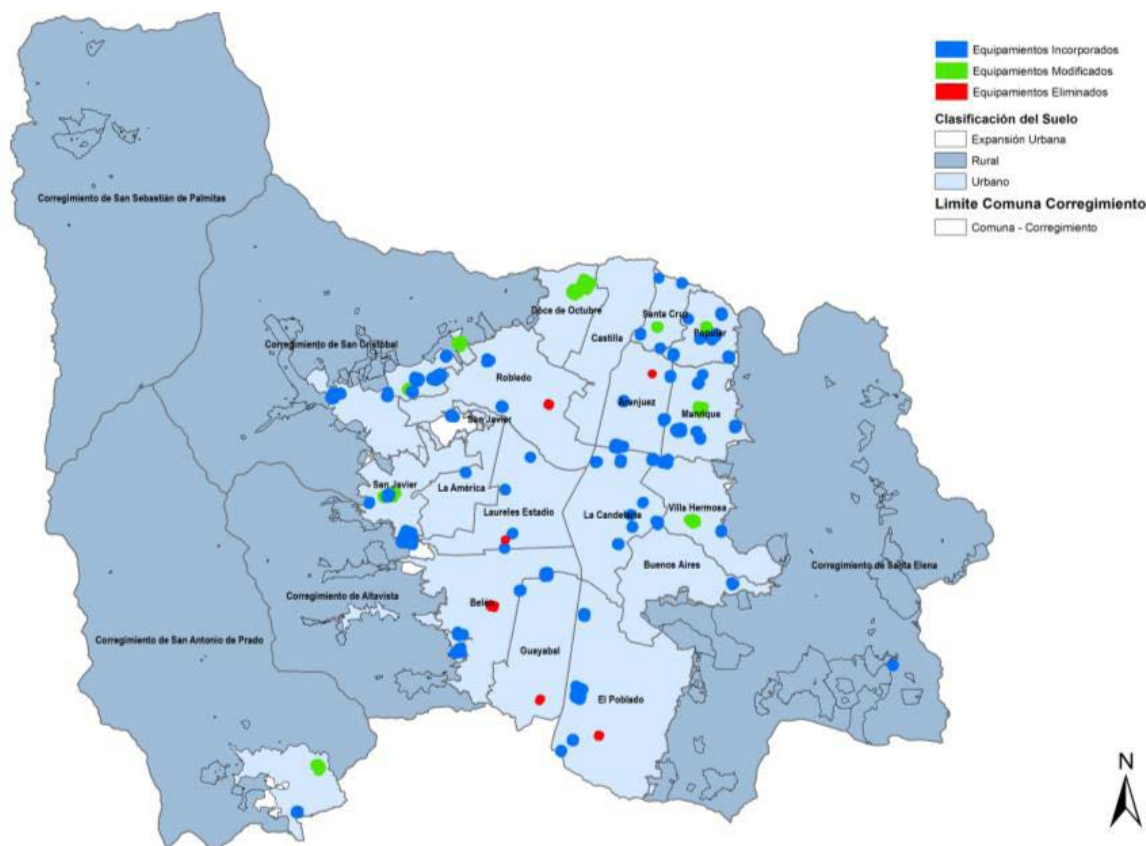 Equipamientos Incorporados
Equipamientos Modificados
Equipamientos Eliminados
Clasificación del Suelo
Expansión Urbana
Rural
Urbano
Limite Comuna Corregimiento
Comuna - Corregimiento
Corregimiento de San Sebastián de Palmitas
Doce de Octubre
Santa Cruz
Popular
Castilla
Corregimiento de San Cristóbal
Robledo
Aranjuez
Manrique
San Javier
San Javier
La América
Laureles Estadio
La Candelaria
Villa Hermosa
Buenos Aires
Corregimiento de Santa Elena
Corregimiento de Altavista
Belén
Corregimiento de San Antonio de Prado
Guayabal
El Poblado
N